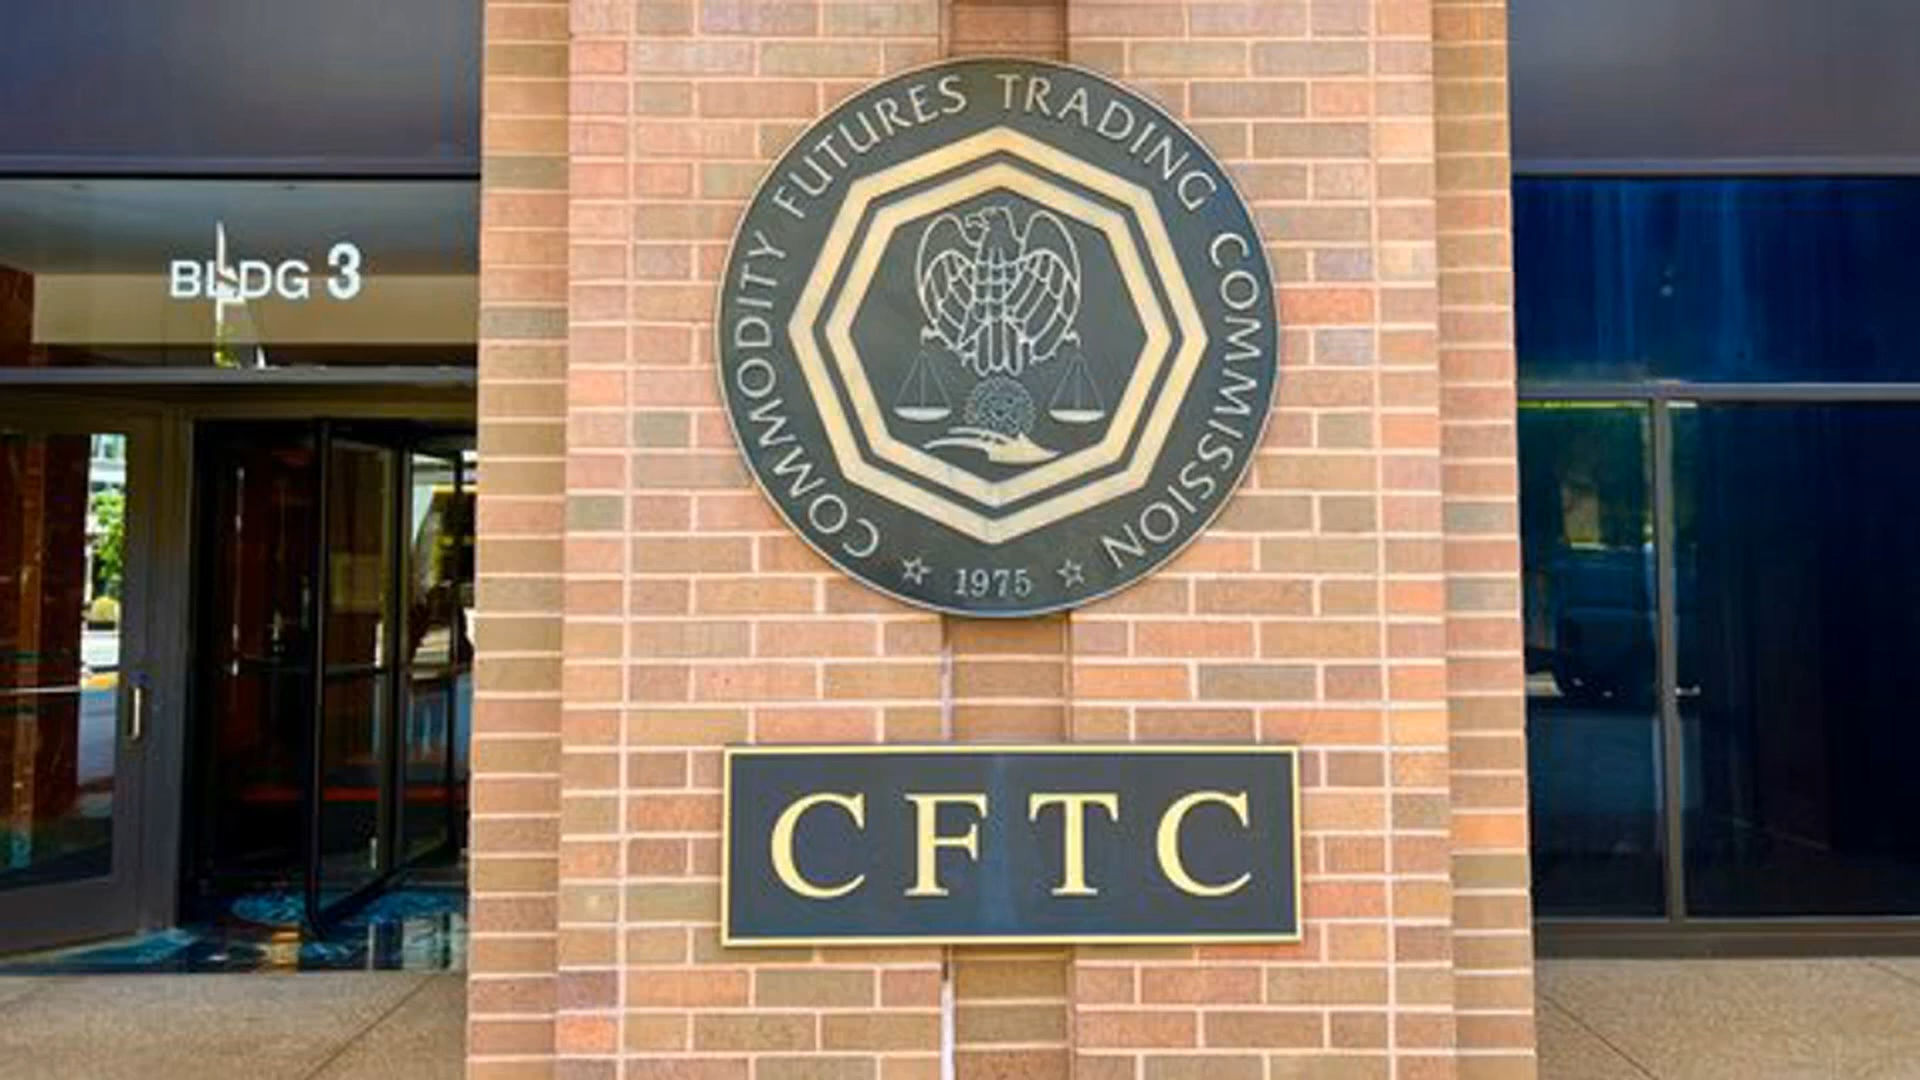 BLDG 3
COMMODITY FUTURES TRADING COMMISSION
☆ 1975 ☆
CFTC